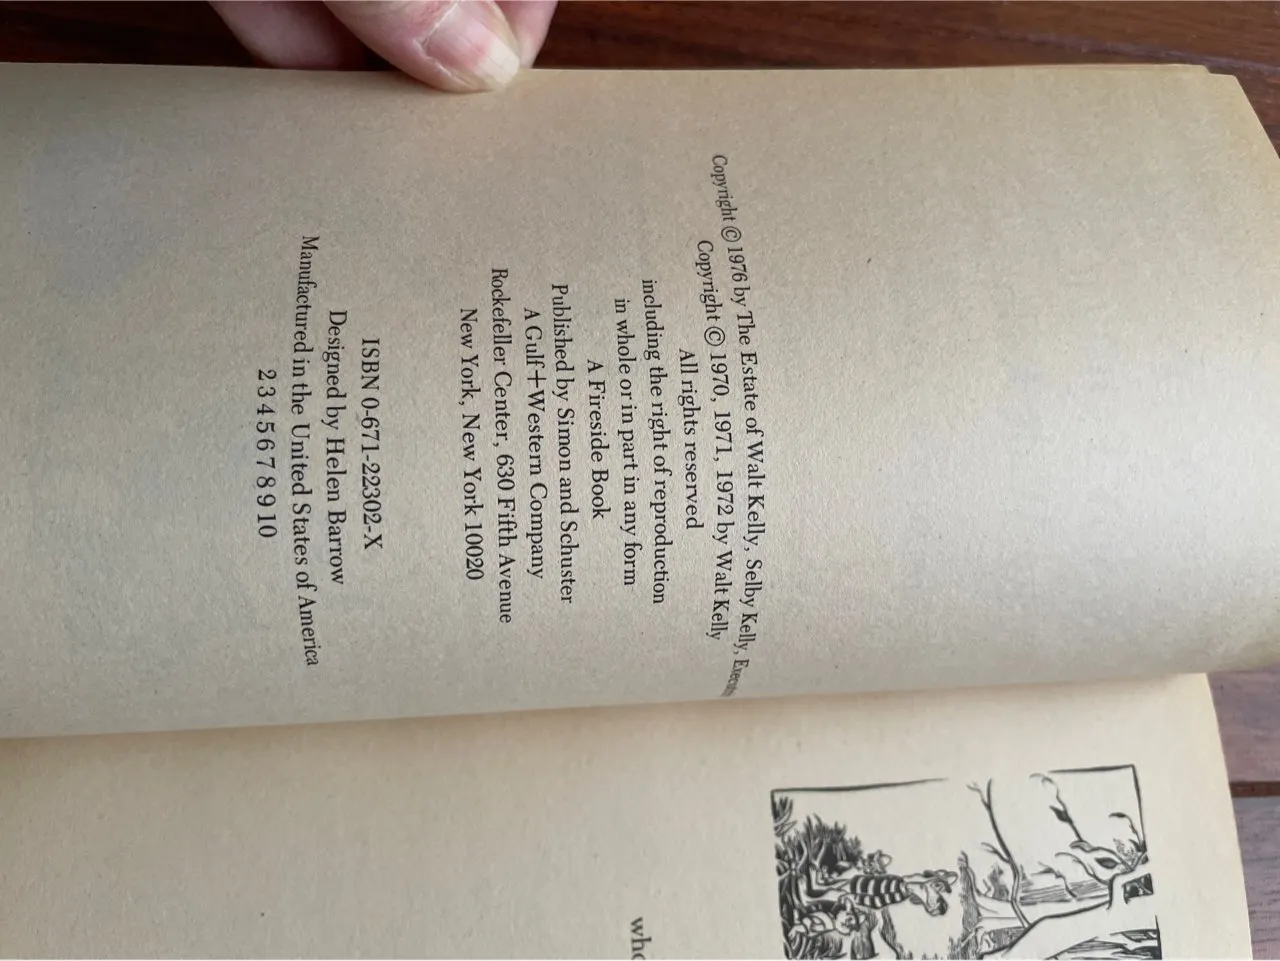 Copyright © 1976 by The Estate of Walt Kelly, Selby Kelly,
Copyright © 1970, 1971, 1972 by Walt Kelly
All rights reserved
including the right of reproduction
in whole or in part in any form
A Fireside Book
Published by Simon and Schuster
A Gulf+Western Company
Rockefeller Center, 630 Fifth Avenue
New York, New York 10020
ISBN 0-671-22302-X
Designed by Helen Barrow
Manufactured in the United States of America
2 3 4 5 6 7 8 9 10